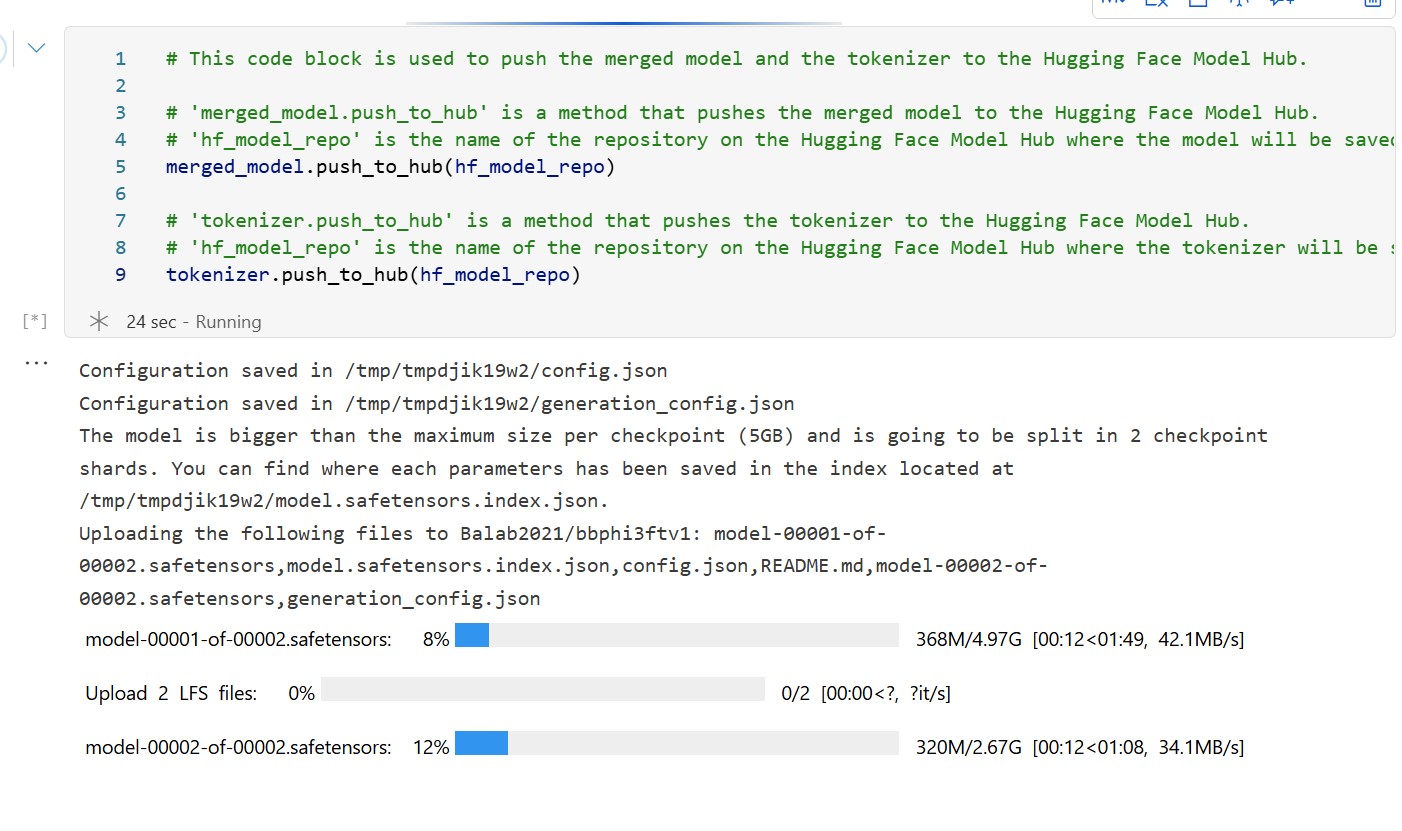 1 # This code block is used to push the merged model and the tokenizer to the Hugging Face Model Hub.
2
3 # 'merged_model.push_to_hub' is a method that pushes the merged model to the Hugging Face Model Hub.
4 # 'hf_model_repo' is the name of the repository on the Hugging Face Model Hub where the model will be saved
5 merged_model.push_to_hub(hf_model_repo)
6
7 # 'tokenizer.push_to_hub' is a method that pushes the tokenizer to the Hugging Face Model Hub.
8 # 'hf_model_repo' is the name of the repository on the Hugging Face Model Hub where the tokenizer will be
9 tokenizer.push_to_hub(hf_model_repo)
[*] 24 sec - Running
Configuration saved in /tmp/tmpdjik19w2/config.json
Configuration saved in /tmp/tmpdjik19w2/generation_config.json
The model is bigger than the maximum size per checkpoint (5GB) and is going to be split in 2 checkpoint
shards. You can find where each parameters has been saved in the index located at
/tmp/tmpdjik19w2/model.safetensors.index.json.
Uploading the following files to Balab2021/bbphi3ftv1: model-00001-of-
00002.safetensors,model.safetensors.index.json,config.json,README.md,model-00002-of-
00002.safetensors,generation_config.json
model-00001-of-00002.safetensors: 8% 368M/4.97G [00:12<01:49, 42.1MB/s]
Upload 2 LFS files: 0% 0/2 [00:00<?, ?it/s]
model-00002-of-00002.safetensors: 12% 320M/2.67G [00:12<01:08, 34.1MB/s]